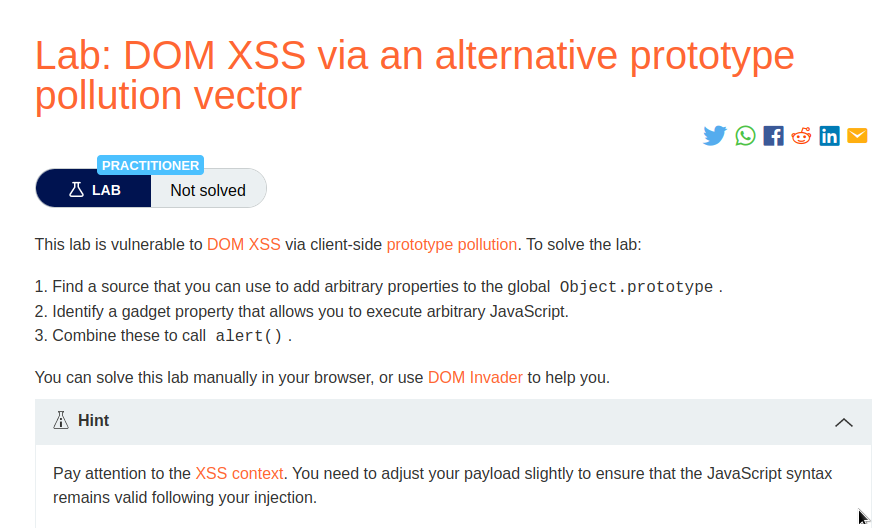 Lab: DOM XSS via an alternative prototype
pollution vector
PRACTITIONER
LAB
Not solved
This lab is vulnerable to DOM XSS via client-side prototype pollution. To solve the lab:
1. Find a source that you can use to add arbitrary properties to the global Object.prototype .
2. Identify a gadget property that allows you to execute arbitrary JavaScript.
3. Combine these to call alert() .
You can solve this lab manually in your browser, or use DOM Invader to help you.
Hint
Pay attention to the XSS context. You need to adjust your payload slightly to ensure that the JavaScript syntax
remains valid following your injection.